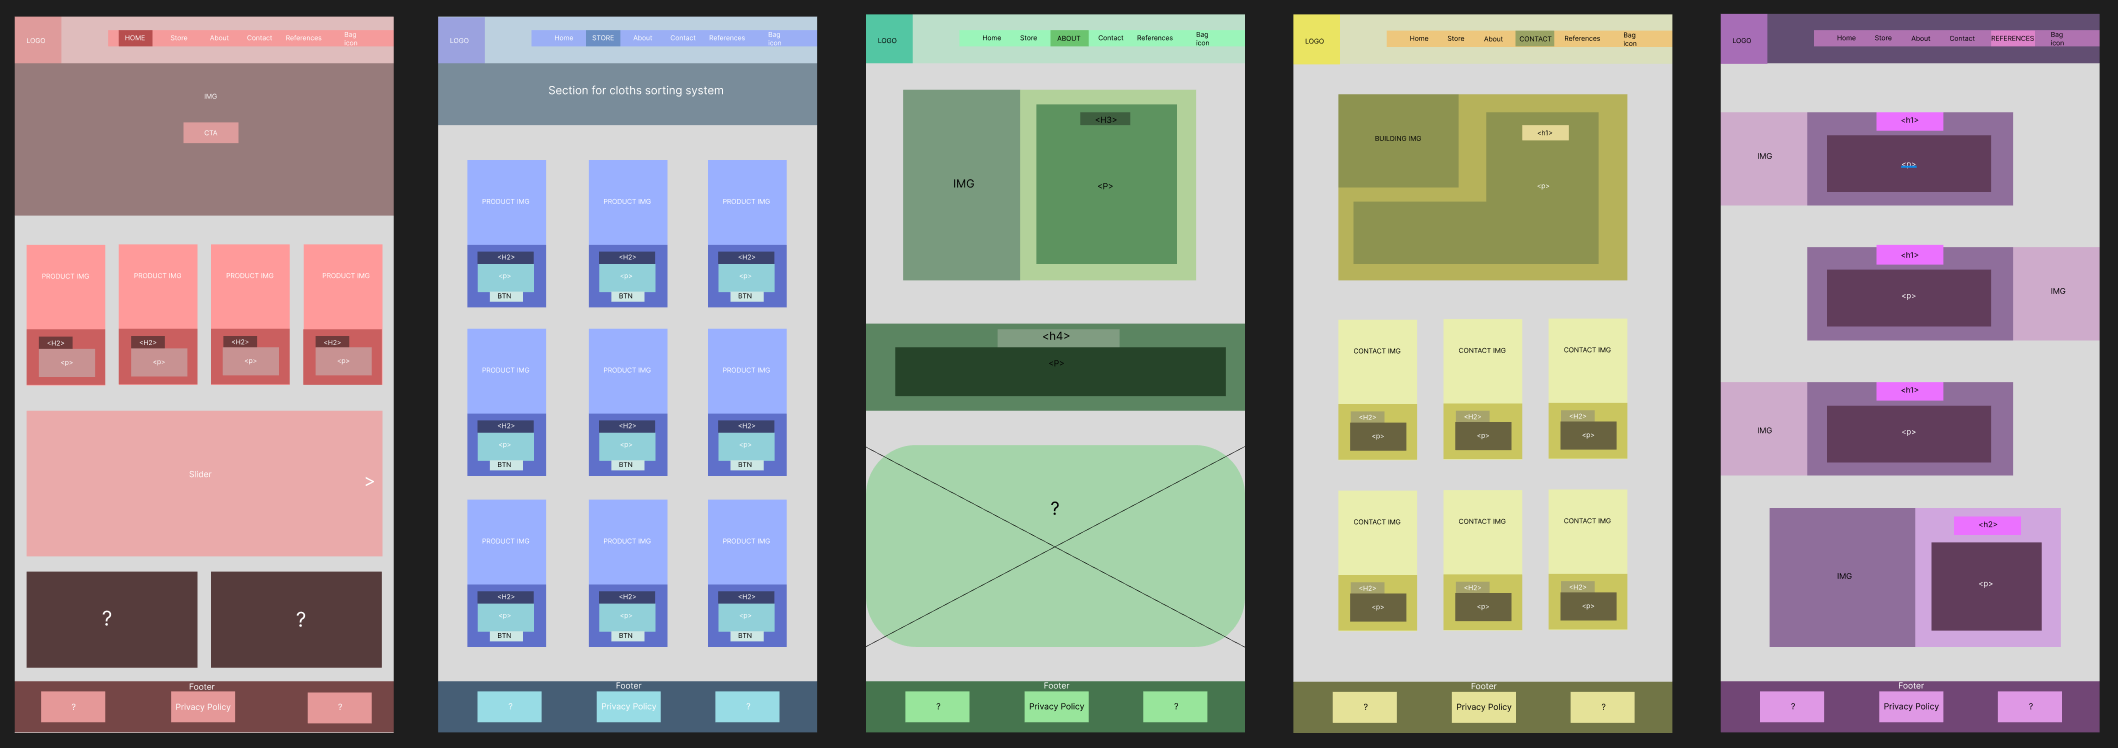 LOGO
HOME Store About Contact References Bag
icon
IMG
CTA
PRODUCT IMG PRODUCT IMG PRODUCT IMG PRODUCT IMG
<H2> <H2> <H2> <H2>
<p> <p> <p> <p>
Slider
>
? ?
Footer
? Privacy Policy ?
LOGO
Home STORE About Contact References Bag
icon
Section for cloths sorting system
PRODUCT IMG PRODUCT IMG PRODUCT IMG
<H2> <H2> <H2>
<p> <p> <p>
BTN BTN BTN
PRODUCT IMG PRODUCT IMG PRODUCT IMG
<H2> <H2> <H2>
<p> <p> <p>
BTN BTN BTN
PRODUCT IMG PRODUCT IMG PRODUCT IMG
<H2> <H2> <H2>
<p> <p> <p>
BTN BTN BTN
Footer
? Privacy Policy ?
LOGO
Home Store ABOUT Contact References Bag
icon
IMG
<H3>
<P>
<h4>
<P>
?
Footer
? Privacy Policy ?
LOGO
Home Store About CONTACT References Bag
icon
BUILDING IMG
<h1>
<p>
CONTACT IMG CONTACT IMG CONTACT IMG
<H2> <H2> <H2>
<p> <p> <p>
CONTACT IMG CONTACT IMG CONTACT IMG
<H2> <H2> <H2>
<p> <p> <p>
Footer
? Privacy Policy ?
LOGO
Home Store About Contact REFERENCES Bag
icon
<h1>
IMG
<p>
<h1>
<p>
IMG
<h1>
IMG
<p>
<h2>
IMG
<p>
Footer
? Privacy Policy ?